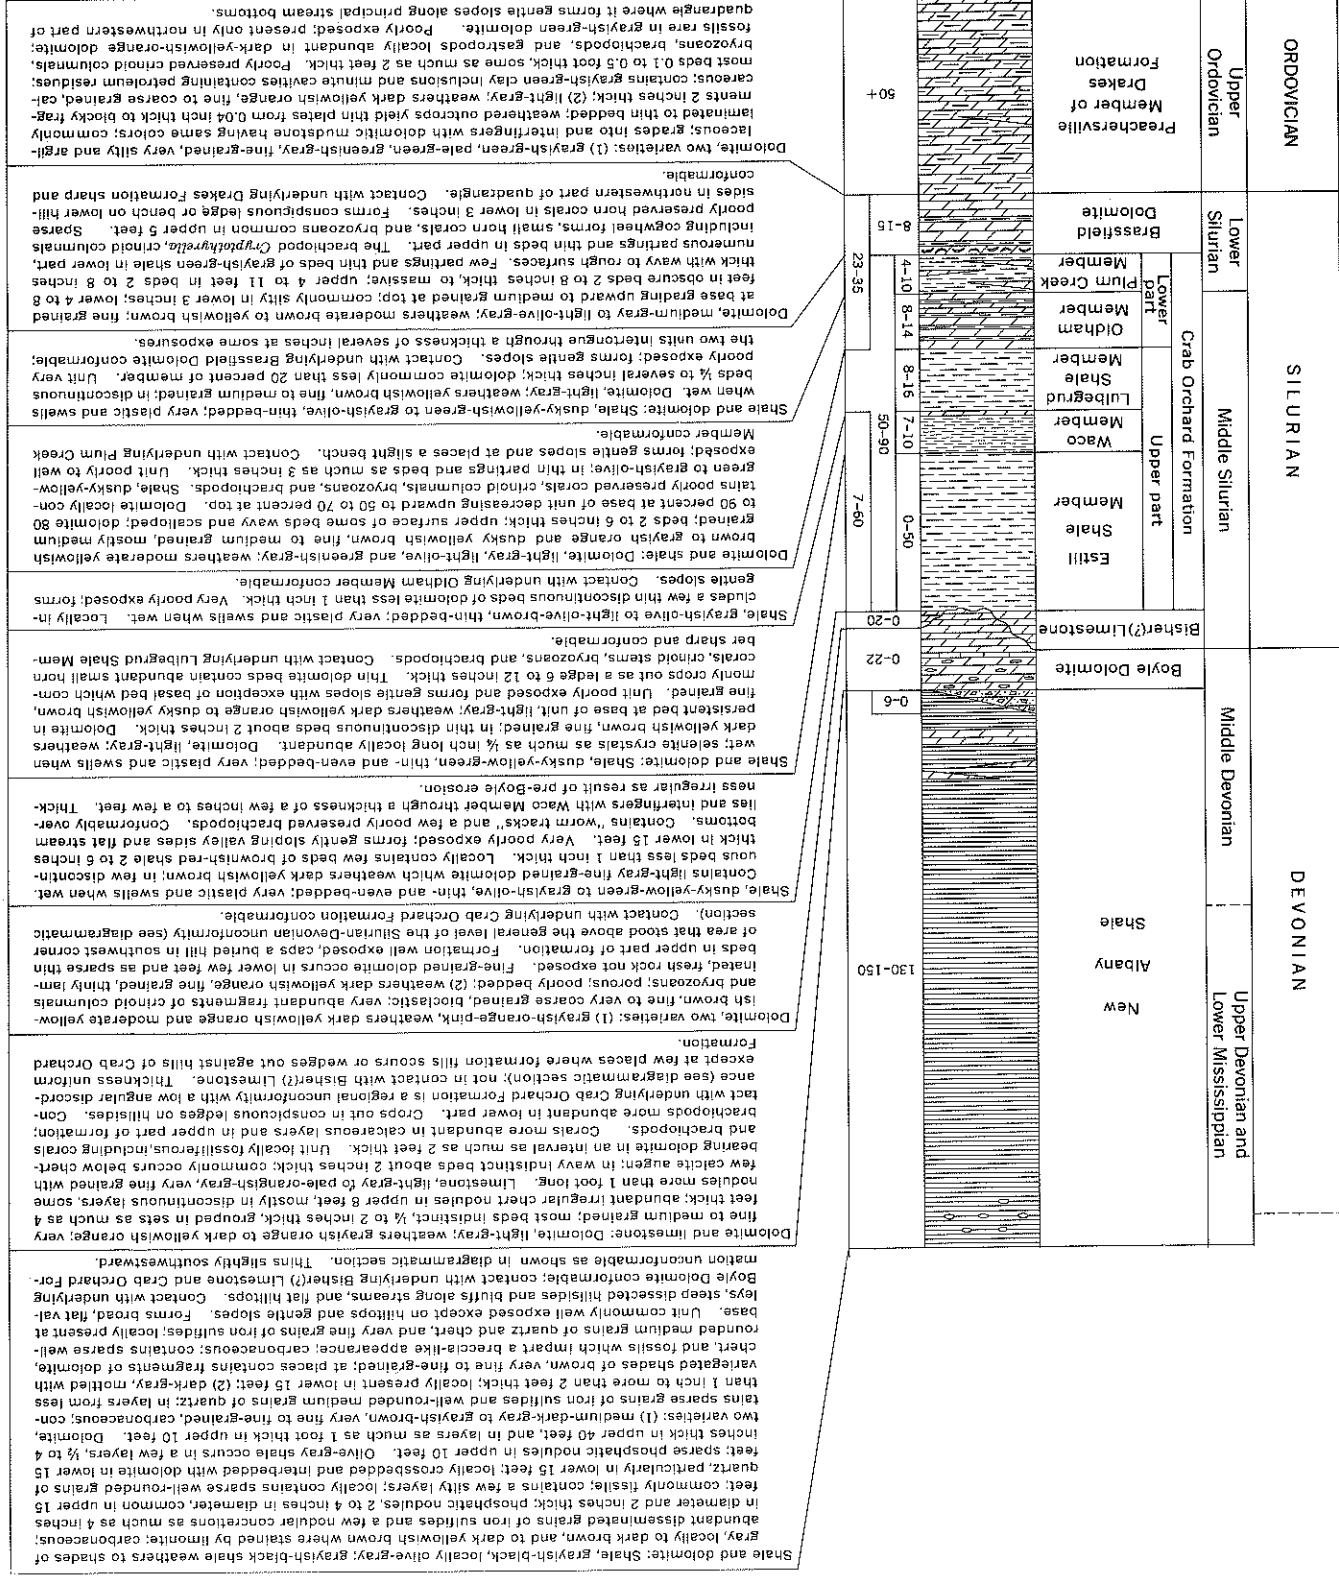 DEVONIAN
SILURIAN
ORDOVICIAN
Upper Devonian and
Lower Mississippian
Middle Devonian
Middle Silurian
Lower
Silurian
Upper
Ordovician
New
Albany
Shale
Boyle Dolomite
Bisher(?) Limestone
Crab Orchard Formation
Upper part
Lower
part
Estill
Shale
Member
Waco
Member
Lulbegrud
Shale
Member
Oldham
Member
Plum Creek
Member
Brassfield
Dolomite
Preachersville
Member of
Drakes
Formation
130-150
0-6
0-22
0-20
0-50
7-10
8-16
8-14
4-10
8-15
50+
7-60
50-90
23-35
Shale and dolomite: Shale, grayish-black, locally olive-gray; grayish-black shale weathers to shades of
gray, locally to dark brown, and to dark yellowish brown where stained by limonite; carbonaceous;
abundant disseminated grains of iron sulfides and a few nodular concretions as much as 4 inches
in diameter and 2 inches thick; phosphatic nodules, 2 to 4 inches in diameter, common in upper 15
feet; commonly fissile; contains a few silty layers; locally contains sparse well-rounded grains of
quartz, particularly in lower 15 feet; locally crossbedded and interbedded with dolomite in lower 15
feet; sparse phosphatic nodules in upper 10 feet. Olive-gray shale occurs in a few layers, ½ to 4
inches thick in upper 40 feet, and in layers as much as 1 foot thick in upper 10 feet. Dolomite,
two varieties: (1) medium-dark-gray to grayish-brown, very fine to fine-grained, carbonaceous; con-
tains sparse grains of iron sulfides and well-rounded medium grains of quartz; in layers from less
than 1 inch to more than 2 feet thick; locally present in lower 15 feet; (2) dark-gray, mottled with
variegated shades of brown, very fine to fine-grained; at places contains fragments of dolomite,
chert, and fossils which impart a breccia-like appearance; carbonaceous; contains sparse well-
rounded medium grains of quartz and chert, and very fine grains of iron sulfides; locally present at
base. Unit commonly well exposed except on hilltops and gentle slopes. Forms broad, flat val-
leys, steep dissected hillsides and bluffs along streams, and flat hilltops. Contact with underlying
Boyle Dolomite conformable; contact with underlying Bisher(?) Limestone and Crab Orchard For-
mation unconformable as shown in diagrammatic section. Thins slightly southwestward.
Dolomite and limestone: Dolomite, light-gray; weathers grayish orange to dark yellowish orange; very
fine to medium grained; most beds indistinct, ¼ to 2 inches thick, grouped in sets as much as 4
feet thick; abundant irregular chert nodules in upper 8 feet, mostly in discontinuous layers, some
nodules more than 1 foot long. Limestone, light-gray to pale-orangish-gray, very fine grained with
few calcite augen; in wavy indistinct beds about 2 inches thick; commonly occurs below chert-
bearing dolomite in an interval as much as 2 feet thick. Unit locally fossiliferous, including corals
and brachiopods. Corals more abundant in calcareous layers and in upper part of formation;
brachiopods more abundant in lower part. Crops out in conspicuous ledges on hillsides. Con-
tact with underlying Crab Orchard Formation is a regional unconformity with a low angular discord-
ance (see diagrammatic section); not in contact with Bisher(?) Limestone. Thickness uniform
except at few places where formation fills scours or wedges out against hills of Crab Orchard
Formation.
Dolomite, two varieties: (1) grayish-orange-pink, weathers dark yellowish orange and moderate yellow-
ish brown, fine to very coarse grained, bioclastic; very abundant fragments of crinoid columnals
and bryozoans; porous; poorly bedded; (2) weathers dark yellowish orange, fine grained, thinly lam-
inated, fresh rock not exposed. Fine-grained dolomite occurs in lower few feet and as sparse thin
beds in upper part of formation. Formation well exposed, caps a buried hill in southwest corner
of area that stood above the general level of the Silurian-Devonian unconformity (see diagrammatic
section). Contact with underlying Crab Orchard Formation conformable.
Shale, dusky-yellow-green to grayish-olive, thin- and even-bedded; very plastic and swells when wet.
Contains light-gray fine-grained dolomite which weathers dark yellowish brown; in few discontin-
uous beds less than 1 inch thick. Locally contains few beds of brownish-red shale 2 to 6 inches
thick in lower 15 feet. Very poorly exposed; forms gently sloping valley sides and flat stream
bottoms. Contains "worm tracks" and a few poorly preserved brachiopods. Conformably over-
lies and interfingers with Waco Member through a thickness of a few inches to a few feet. Thick-
ness irregular as result of pre-Boyle erosion.
Shale and dolomite: Shale, dusky-yellow-green, thin- and even-bedded; very plastic and swells when
wet; selenite crystals as much as ¼ inch long locally abundant. Dolomite, light-gray; weathers
dark yellowish brown, fine grained; in thin discontinuous beds about 2 inches thick. Dolomite in
persistent bed at base of unit, light-gray; weathers dark yellowish orange to dusky yellowish brown,
fine grained. Unit poorly exposed and forms gentle slopes with exception of basal bed which com-
monly crops out as a ledge 6 to 12 inches thick. Thin dolomite beds contain abundant small horn
corals, crinoid stems, bryozoans, and brachiopods. Contact with underlying Lulbegrud Shale Mem-
ber sharp and conformable.
Shale, grayish-olive to light-olive-brown, thin-bedded; very plastic and swells when wet. Locally in-
cludes a few thin discontinuous beds of dolomite less than 1 inch thick. Very poorly exposed; forms
gentle slopes. Contact with underlying Oldham Member conformable.
Dolomite and shale: Dolomite, light-gray, light-olive, and greenish-gray; weathers moderate yellowish
brown to grayish orange and dusky yellowish brown, fine to medium grained, mostly medium
grained; beds 2 to 6 inches thick; upper surface of some beds wavy and scalloped; dolomite 80
to 90 percent at base of unit decreasing upward to 50 to 70 percent at top. Dolomite locally con-
tains poorly preserved corals, crinoid columnals, bryozoans, and brachiopods. Shale, dusky-yellow-
green to grayish-olive; in thin partings and beds as much as 3 inches thick. Unit poorly to well
exposed; forms gentle slopes and at places a slight bench. Contact with underlying Plum Creek
Member conformable.
Shale and dolomite: Shale, dusky-yellowish-green to grayish-olive, thin-bedded; very plastic and swells
when wet. Dolomite, light-gray; weathers yellowish brown, fine to medium grained; in discontinuous
beds ¼ to several inches thick; dolomite commonly less than 20 percent of member. Unit very
poorly exposed; forms gentle slopes. Contact with underlying Brassfield Dolomite conformable;
the two units intertongue through a thickness of several inches at some exposures.
Dolomite, medium-gray to light-olive-gray; weathers moderate brown to yellowish brown; fine grained
at base grading upward to medium grained at top; commonly silty in lower 3 inches; lower 4 to 8
feet in obscure beds 2 to 8 inches thick, to massive; upper 4 to 11 feet in beds 2 to 8 inches
thick with wavy to rough surfaces. Few partings and thin beds of grayish-green shale in lower part,
numerous partings and thin beds in upper part. The brachiopod Cryptothyrella, crinoid columnals
including cogwheel forms, small horn corals, and bryozoans common in upper 5 feet. Sparse
poorly preserved horn corals in lower 3 inches. Forms conspicuous ledge or bench on lower hill-
sides in northwestern part of quadrangle. Contact with underlying Drakes Formation sharp and
conformable.
Dolomite, two varieties: (1) grayish-green, pale-green, greenish-gray, fine-grained, very silty and argil-
laceous; grades into and interfingers with dolomitic mudstone having same colors; commonly
laminated to thin bedded; weathered outcrops yield thin plates from 0.04 inch thick to blocky frag-
ments 2 inches thick; (2) light-gray; weathers dark yellowish orange, fine to coarse grained, cal-
careous; contains grayish-green clay inclusions and minute cavities containing petroleum residues;
most beds 0.1 to 0.5 foot thick, some as much as 2 feet thick. Poorly preserved crinoid columnals,
bryozoans, brachiopods, and gastropods locally abundant in dark-yellowish-orange dolomite;
fossils rare in grayish-green dolomite. Poorly exposed; present only in northwestern part of
quadrangle where it forms gentle slopes along principal stream bottoms.